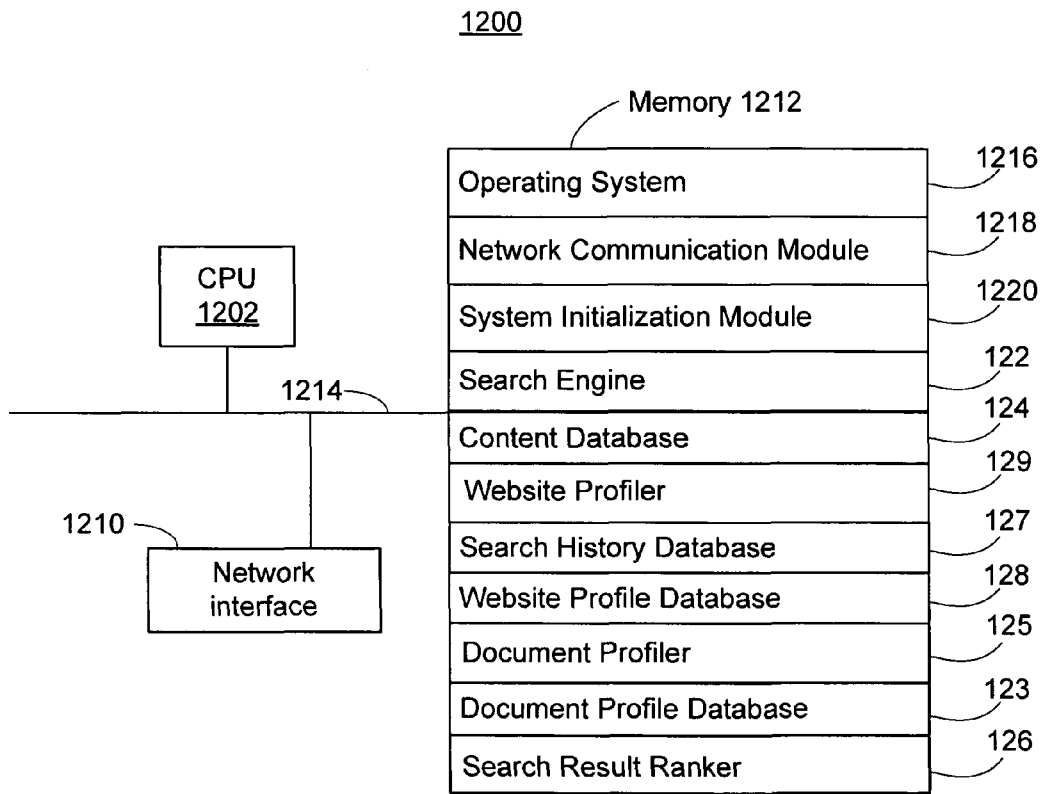 1200
Memory 1212
Operating System
1216
Network Communication Module
1218
System Initialization Module
1220
CPU
1202
Search Engine
122
1214
Content Database
124
Website Profiler
129
1210
Network
interface
Search History Database
127
Website Profile Database
128
Document Profiler
125
Document Profile Database
123
Search Result Ranker
126